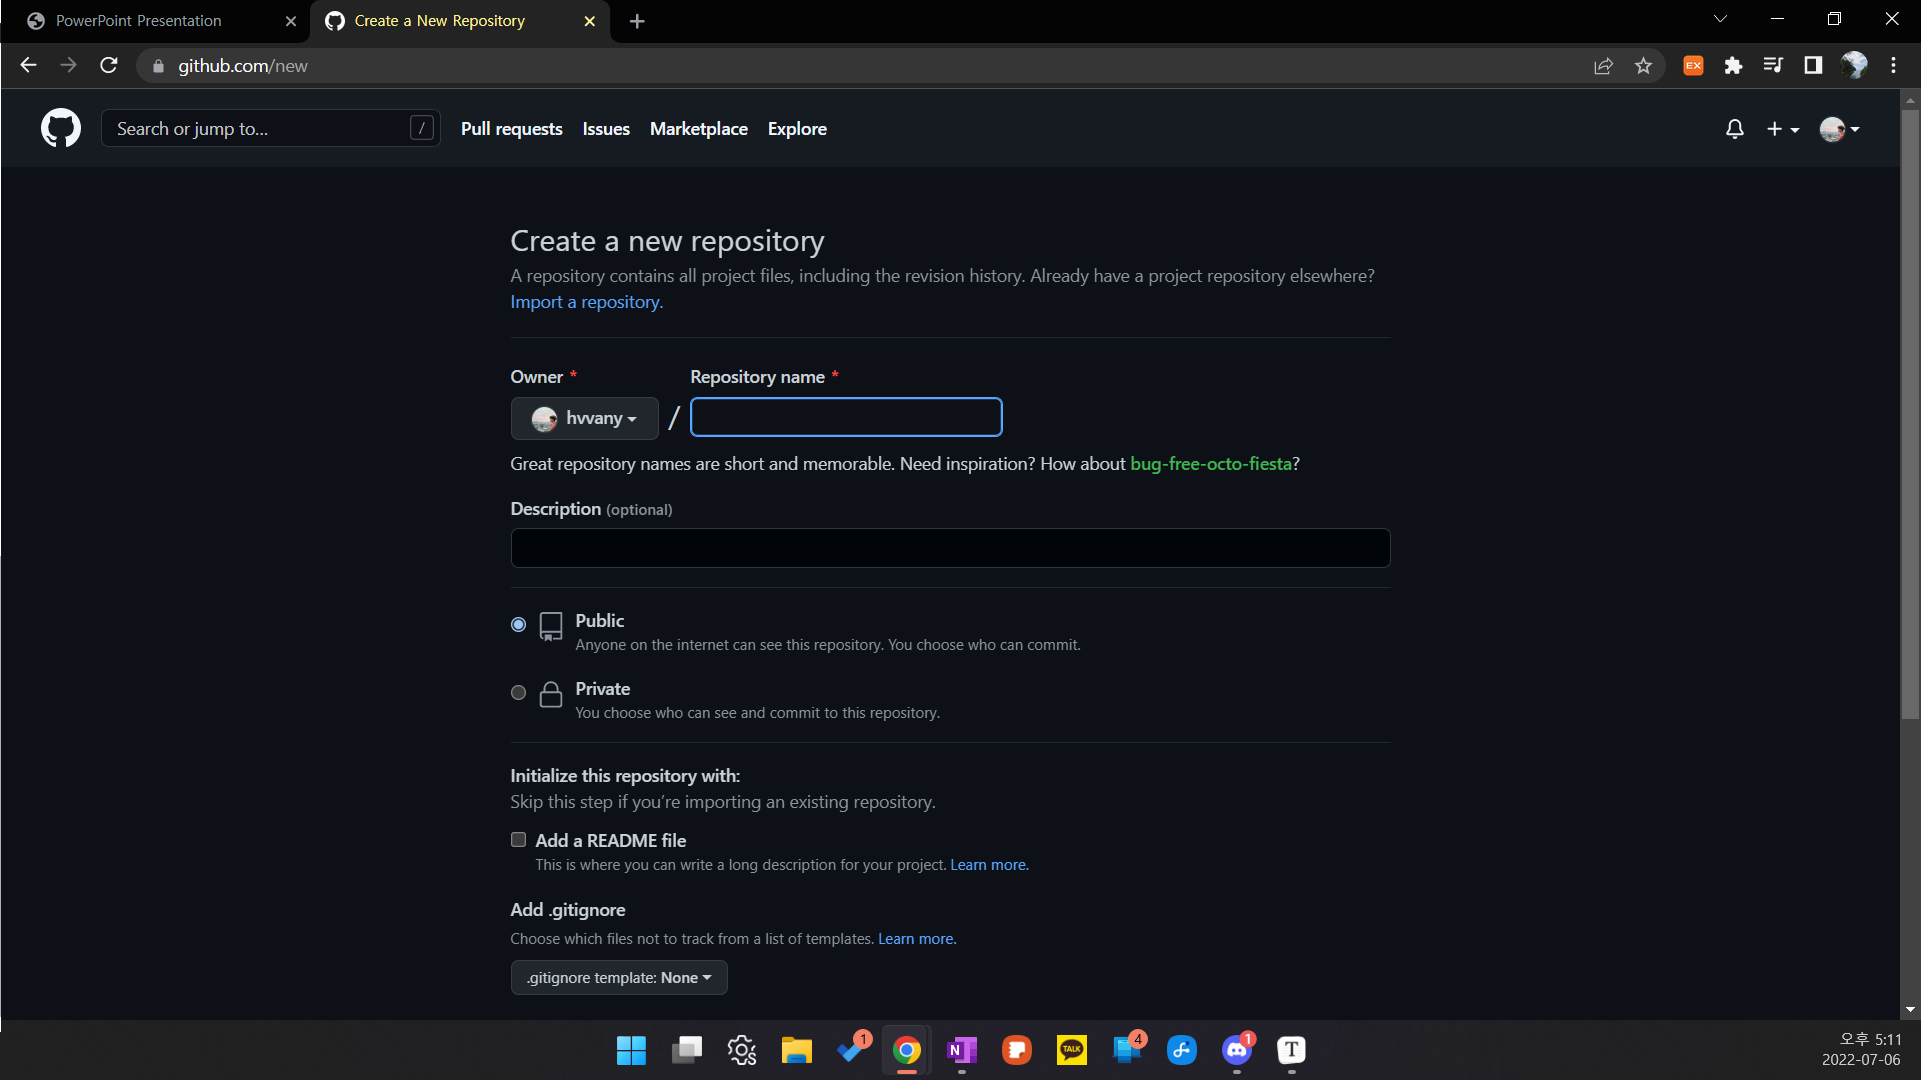 PowerPoint Presentation
Create a New Repository
github.com/new
EX
Search or jump to...
/
Pull requests
Issues
Marketplace
Explore
Create a new repository
A repository contains all project files, including the revision history. Already have a project repository elsewhere?
Import a repository.
Owner *
Repository name *
hvvany
/
Great repository names are short and memorable. Need inspiration? How about bug-free-octo-fiesta?
Description (optional)
Public
Anyone on the internet can see this repository. You choose who can commit.
Private
You choose who can see and commit to this repository.
Initialize this repository with:
Skip this step if you’re importing an existing repository.
Add a README file
This is where you can write a long description for your project. Learn more.
Add .gitignore
Choose which files not to track from a list of templates. Learn more.
.gitignore template: None
1
N
TALK
4
1
T
오후 5:11
2022-07-06